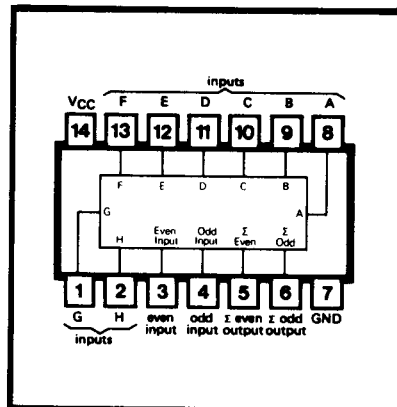 inputs
VCC F E D C B A
14 13 12 11 10 9 8
F E D C B
G A
H Even Input Odd Input Σ Even Σ Odd
1 2 3 4 5 6 7
G H even input odd input Σ even output Σ odd output GND
inputs